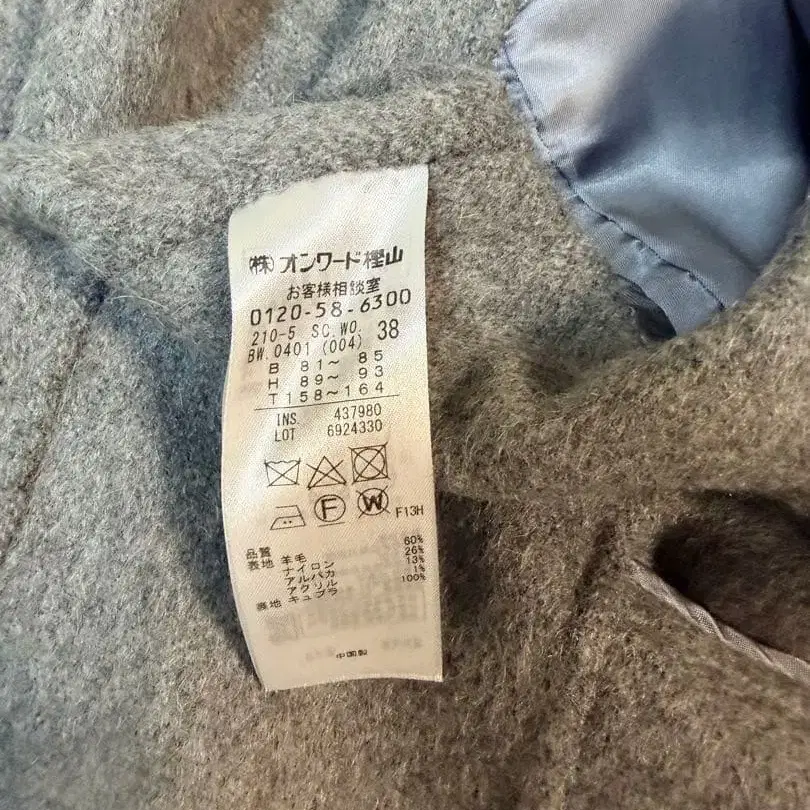 (株)オンワード樫山
お客様相談室
0120-58-6300
210-5 SC.WO. 38
BW.0401 (004)
B 81～ 85
H 89～ 93
T 158～164
INS. 437980
LOT 6924330
F W F13H
品質
表地 羊毛 60%
ナイロン 26%
アルパカ 13%
アクリル 1%
裏地 キュプラ 100%
中国製